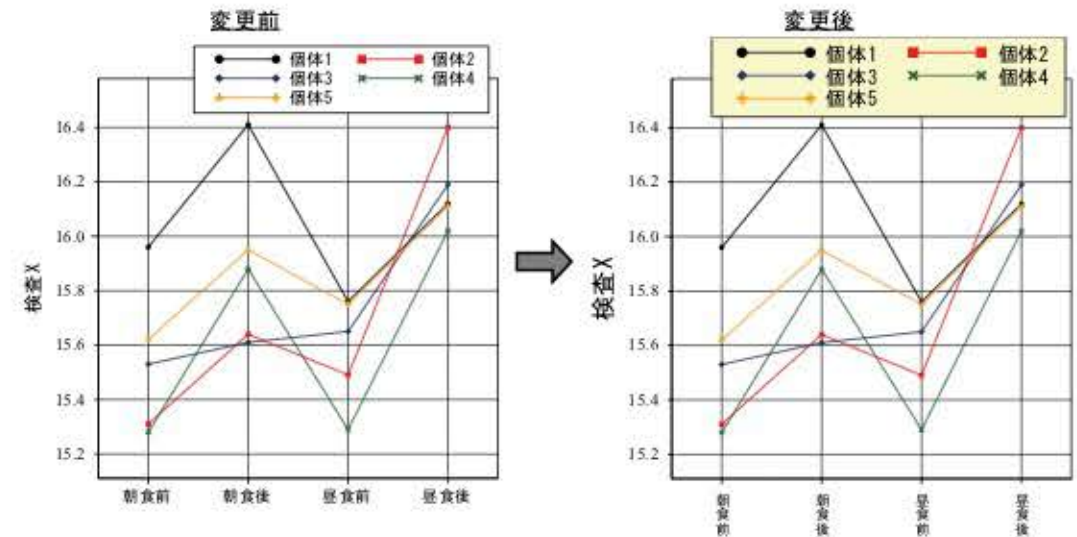 変更前
個体1 個体2
個体3 個体4
個体5
16.4
16.2
16.0
15.8
15.6
15.4
15.2
検査X
朝食前 朝食後 昼食前 昼食後
変更後
個体1 個体2
個体3 個体4
個体5
16.4
16.2
16.0
15.8
15.6
15.4
15.2
検査X
朝食前 朝食後 昼食前 昼食後